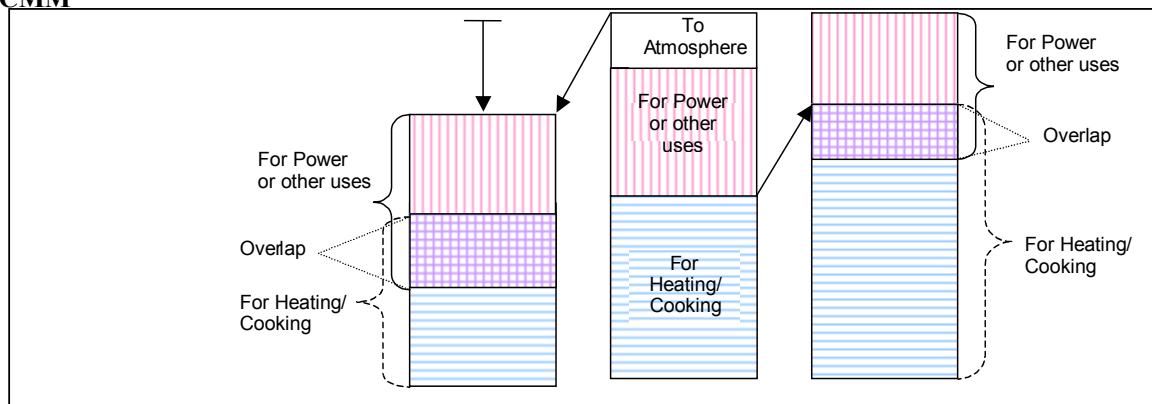 CMM
For Power
or other uses
Overlap
For Heating/
Cooking
To
Atmosphere
For Power
or other
uses
For
Heating/
Cooking
For Power
or other uses
Overlap
For Heating/
Cooking